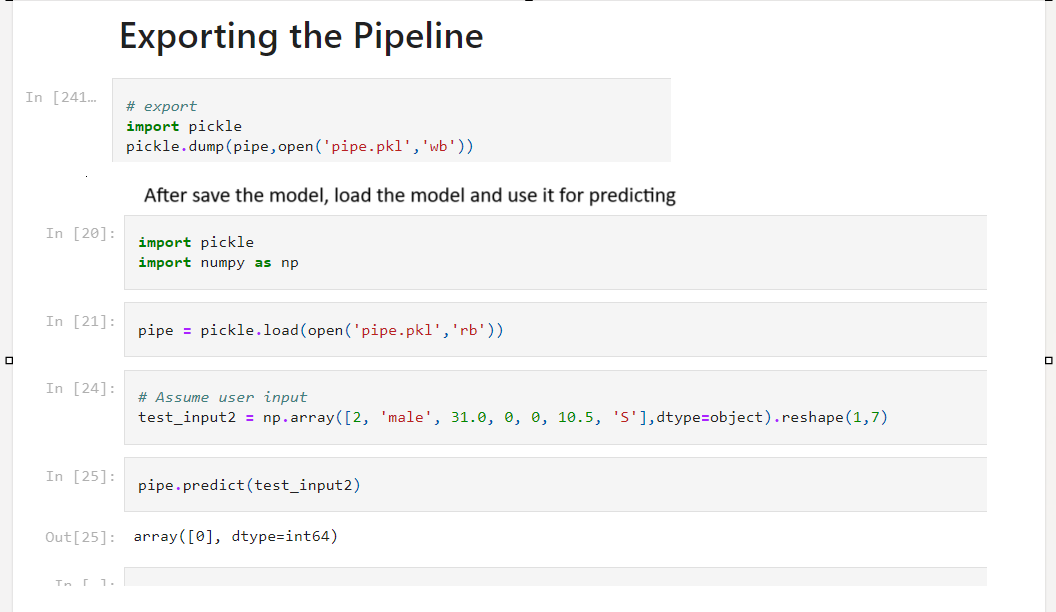 Exporting the Pipeline
In [241…
# export
import pickle
pickle.dump(pipe,open('pipe.pkl','wb'))
After save the model, load the model and use it for predicting
In [20]:
import pickle
import numpy as np
In [21]:
pipe = pickle.load(open('pipe.pkl','rb'))
In [24]:
# Assume user input
test_input2 = np.array([2, 'male', 31.0, 0, 0, 10.5, 'S'],dtype=object).reshape(1,7)
In [25]:
pipe.predict(test_input2)
Out[25]:
array([0], dtype=int64)
In [ ]: